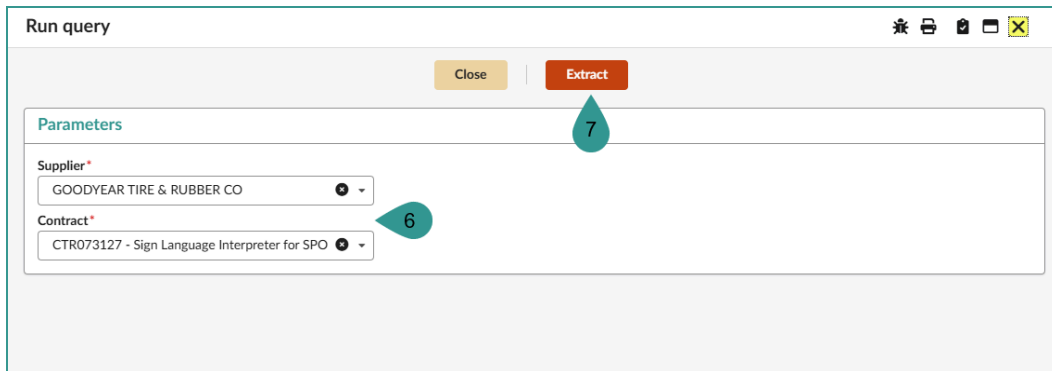 Run query
Close
Extract
7
Parameters
Supplier*
GOODYEAR TIRE & RUBBER CO
Contract*
6
CTR073127 - Sign Language Interpreter for SPO